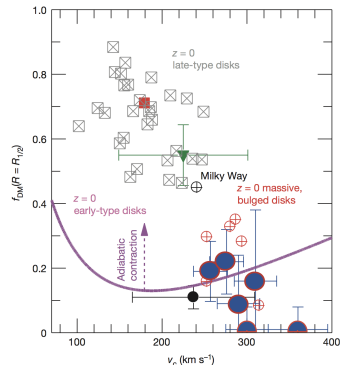 1.0
z = 0
late-type disks
0.8
0.6
Milky Way
f_DM(R = R_1/2)
0.4
z = 0
early-type disks
z = 0 massive,
bulged disks
Adiabatic
contraction
0.2
0
100
200
300
400
v_c (km s⁻¹)